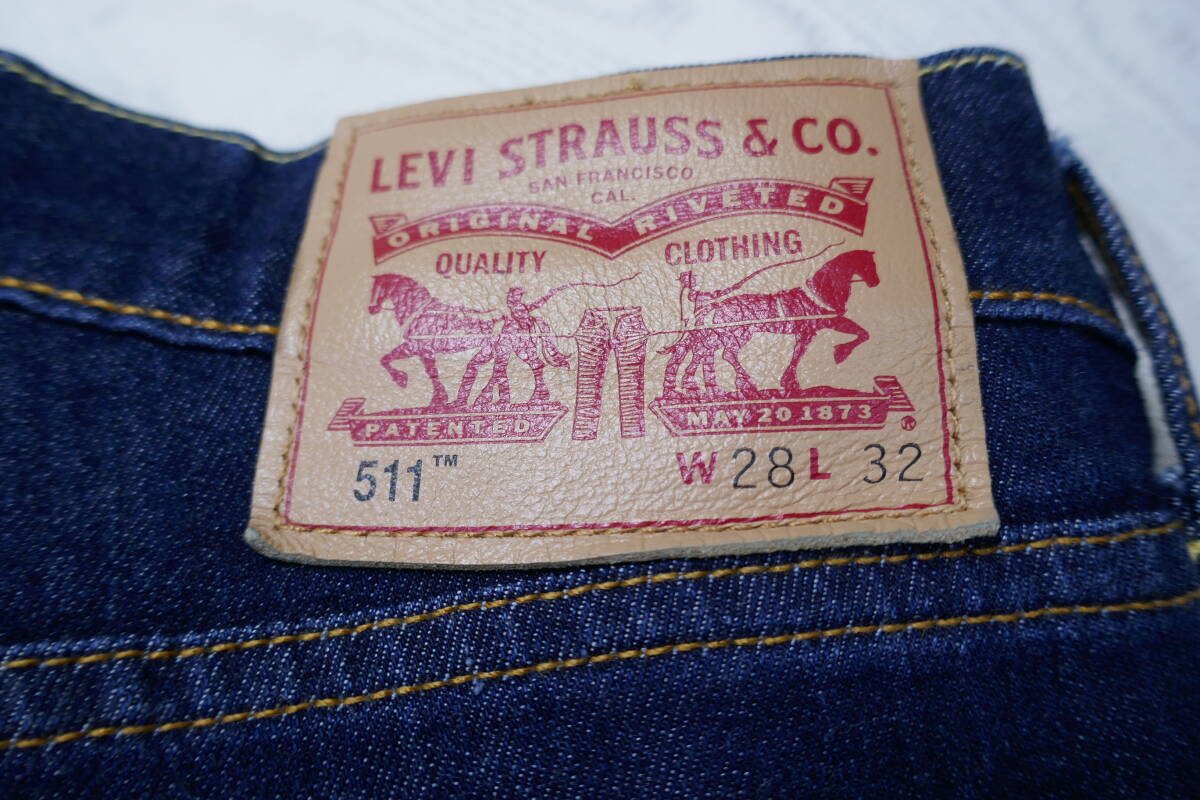 LEVI STRAUSS & CO.
SAN FRANCISCO
CAL.
ORIGINAL RIVETED
QUALITY CLOTHING
PATENTED MAY 20 1873 ®
511™ W 28 L 32